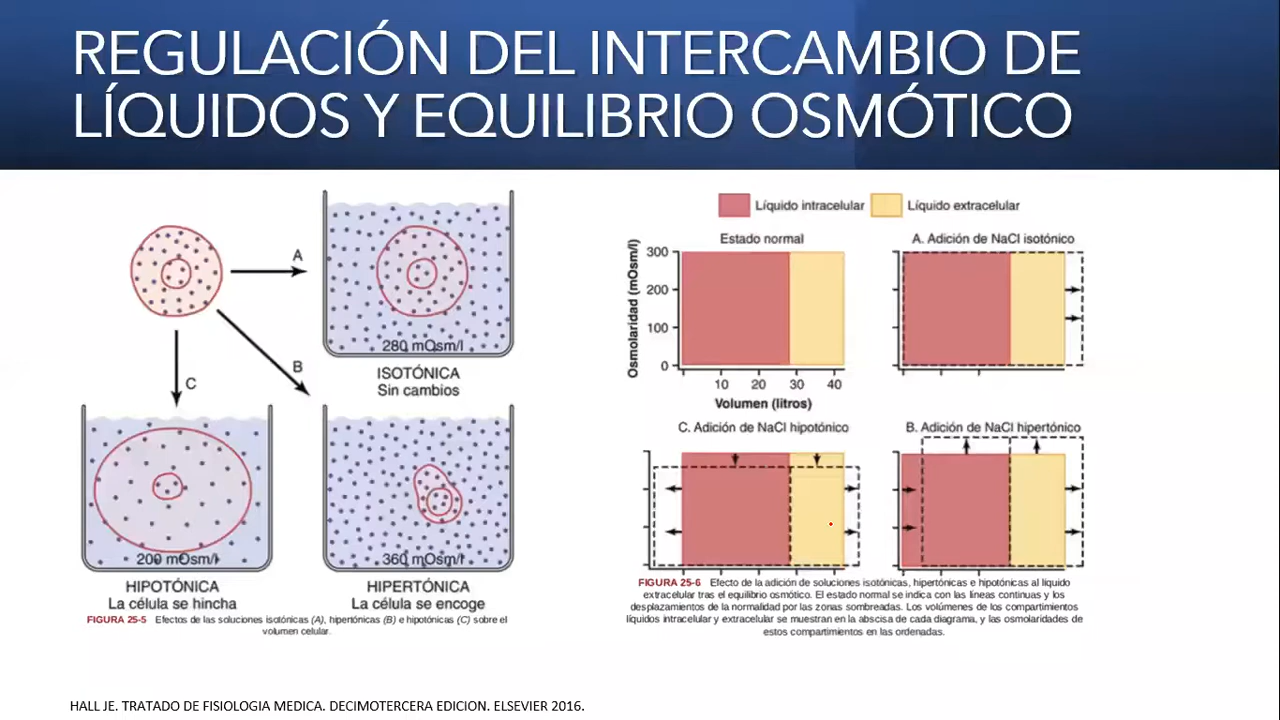 REGULACIÓN DEL INTERCAMBIO DE
LÍQUIDOS Y EQUILIBRIO OSMÓTICO
A
B
C
280 mOsm/l
ISOTÓNICA
Sin cambios
200 mOsm/l
HIPOTÓNICA
La célula se hincha
360 mOsm/l
HIPERTÓNICA
La célula se encoge
FIGURA 25-5 Efectos de las soluciones isotónicas (A), hipertónicas (B) e hipotónicas (C) sobre el
volumen celular.
Líquido intracelular
Líquido extracelular
Estado normal
Osmolaridad (mOsm/l)
300
200
100
0
10 20 30 40
Volumen (litros)
A. Adición de NaCl isotónico
C. Adición de NaCl hipotónico
B. Adición de NaCl hipertónico
FIGURA 25-6 Efecto de la adición de soluciones isotónicas, hipertónicas e hipotónicas al líquido
extracelular tras el equilibrio osmótico. El estado normal se indica con las líneas continuas y los
desplazamientos de la normalidad por las zonas sombreadas. Los volúmenes de los compartimientos
líquidos intracelular y extracelular se muestran en la abscisa de cada diagrama, y las osmolaridades de
estos compartimientos en las ordenadas.
HALL JE. TRATADO DE FISIOLOGIA MEDICA. DECIMOTERCERA EDICION. ELSEVIER 2016.